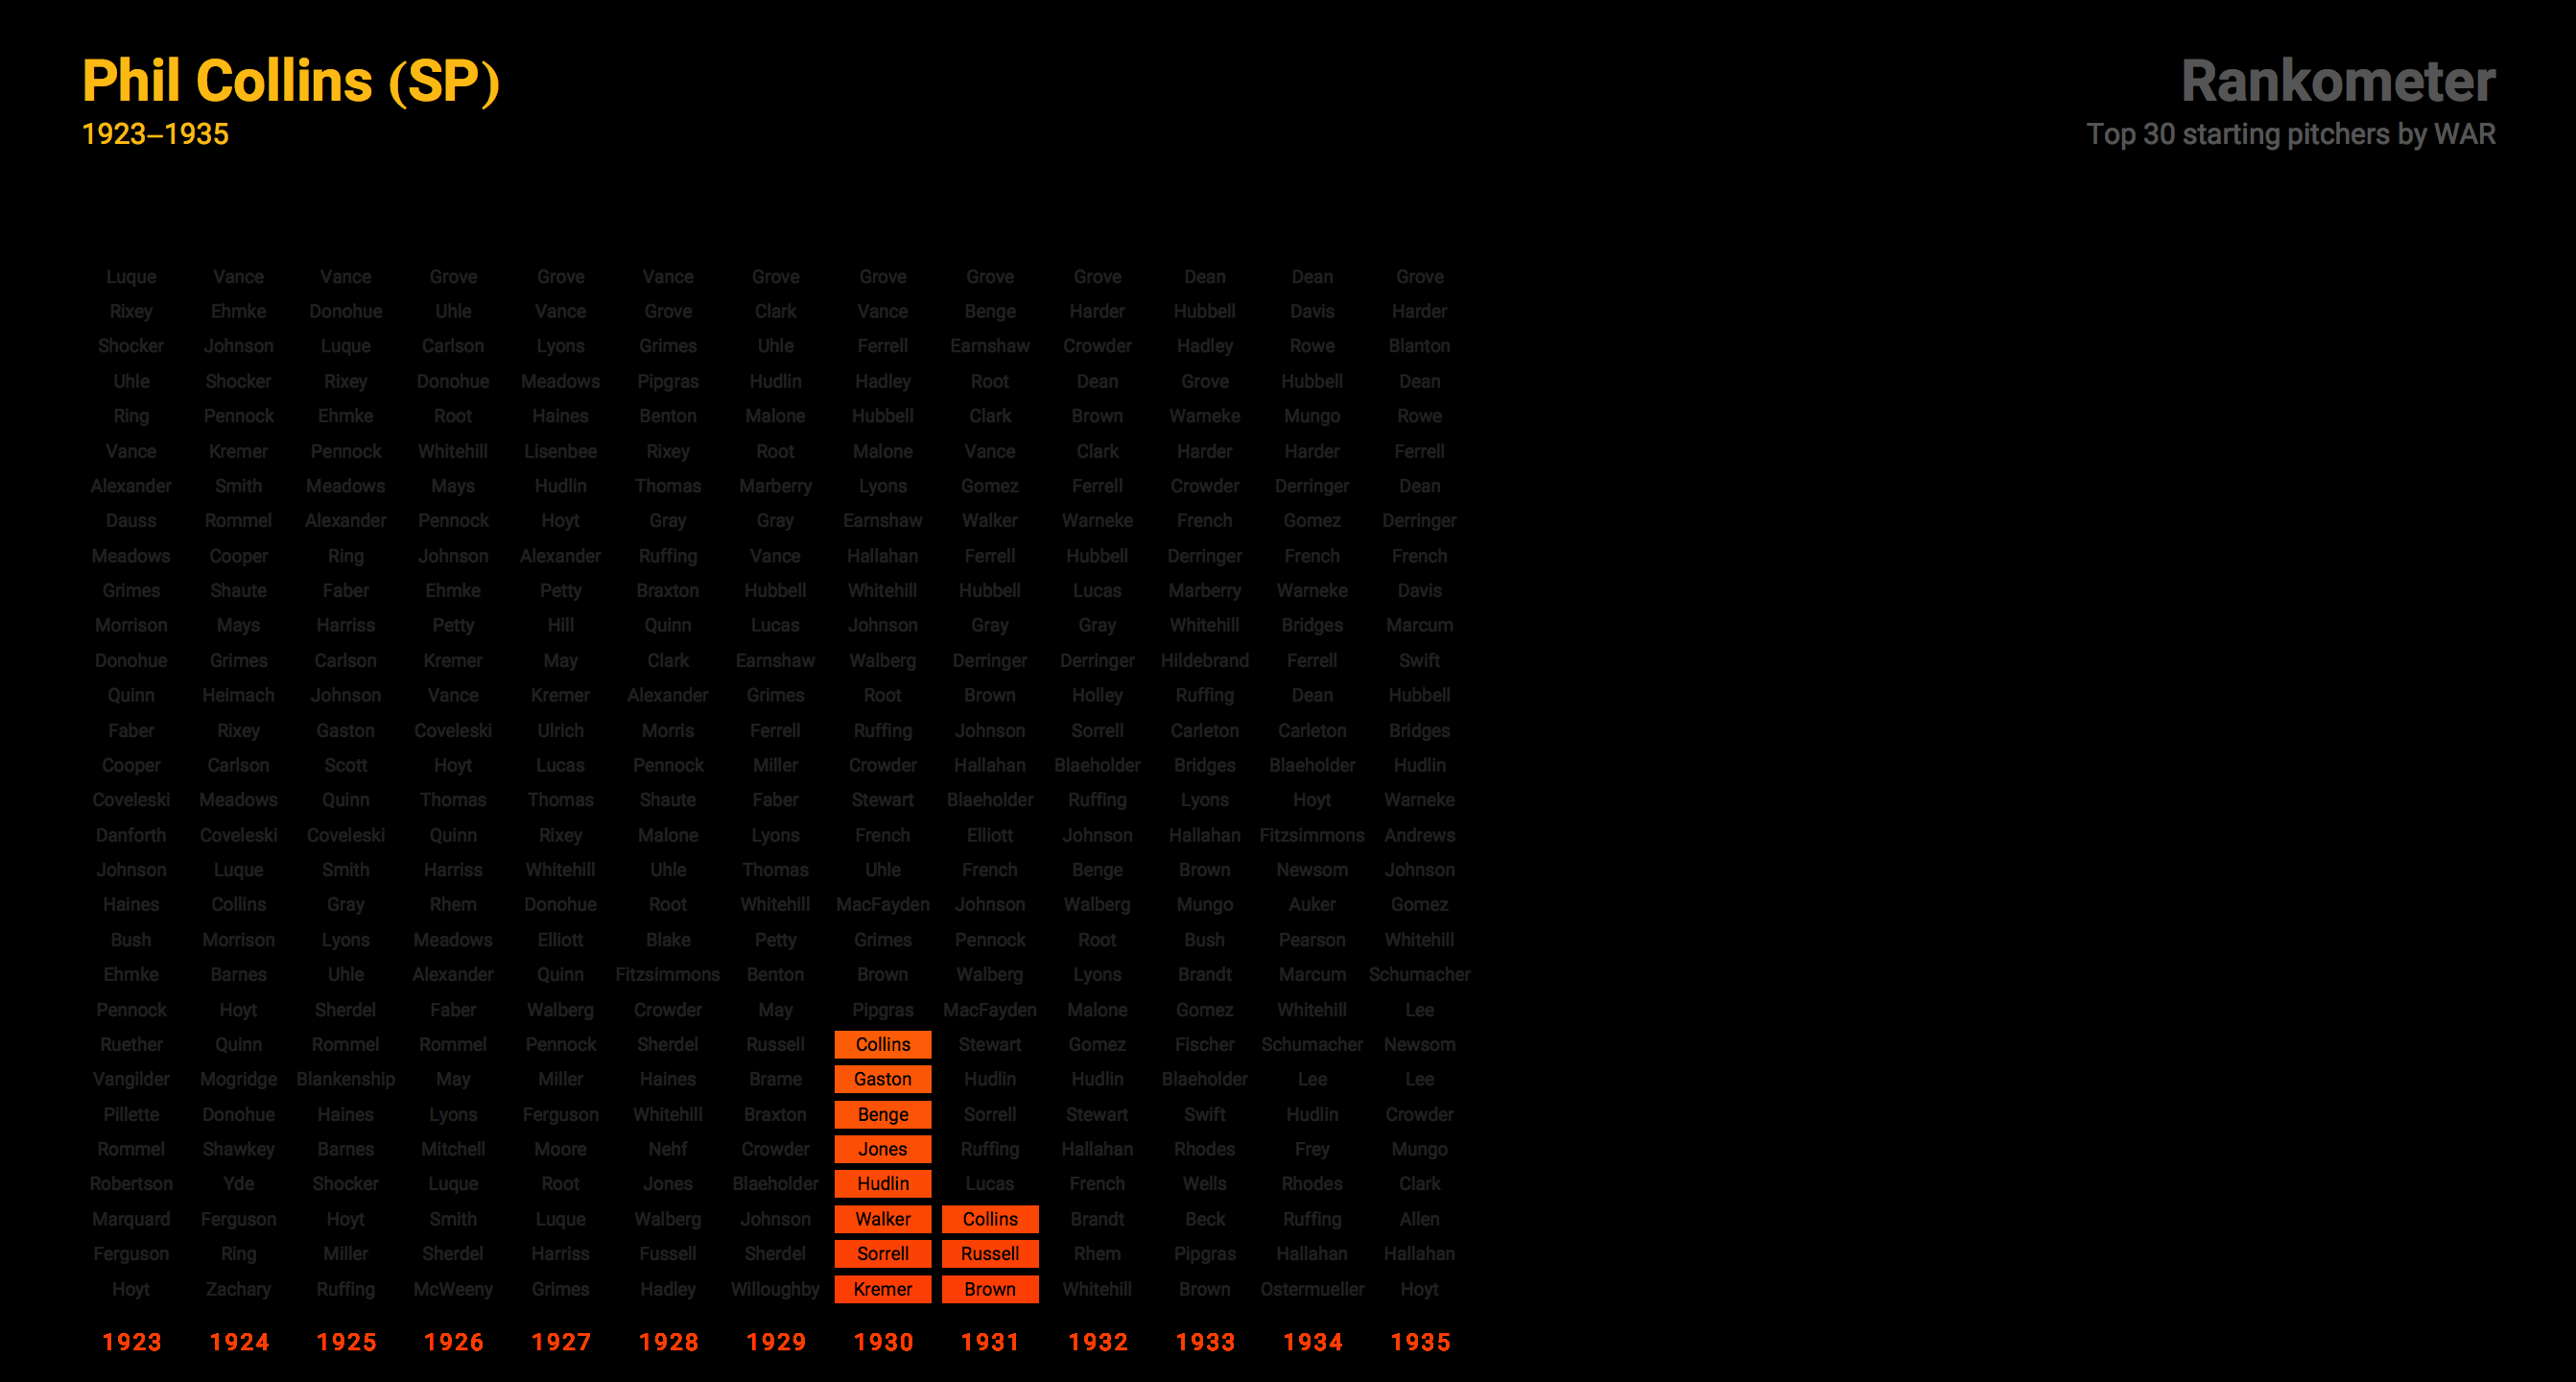 Phil Collins (SP)
1923–1935
Rankometer
Top 30 starting pitchers by WAR
Luque Vance Vance Grove Grove Vance Grove Grove Grove Grove Dean Dean Grove
Rixey Ehmke Donohue Uhle Vance Grove Clark Vance Benge Harder Hubbell Davis Harder
Shocker Johnson Luque Carlson Lyons Grimes Uhle Ferrell Earnshaw Crowder Hadley Rowe Blanton
Uhle Shocker Rixey Donohue Meadows Pipgras Hudlin Hadley Root Dean Grove Hubbell Dean
Ring Pennock Ehmke Root Haines Benton Malone Hubbell Clark Brown Warneke Mungo Rowe
Vance Kremer Pennock Whitehill Lisenbee Rixey Root Malone Vance Clark Harder Harder Ferrell
Alexander Smith Meadows Mays Hudlin Thomas Marberry Lyons Gomez Ferrell Crowder Derringer Dean
Dauss Rommel Alexander Pennock Hoyt Gray Gray Earnshaw Walker Warneke French Gomez Derringer
Meadows Cooper Ring Johnson Alexander Ruffing Vance Hallahan Ferrell Hubbell Derringer French French
Grimes Shaute Faber Ehmke Petty Braxton Hubbell Whitehill Hubbell Lucas Marberry Warneke Davis
Morrison Mays Harriss Petty Hill Quinn Lucas Johnson Gray Gray Whitehill Bridges Marcum
Donohue Grimes Carlson Kremer May Clark Earnshaw Walberg Derringer Derringer Hildebrand Ferrell Swift
Quinn Heimach Johnson Vance Kremer Alexander Grimes Root Brown Holley Ruffing Dean Hubbell
Faber Rixey Gaston Coveleski Ulrich Morris Ferrell Ruffing Johnson Sorrell Carleton Carleton Bridges
Cooper Carlson Scott Hoyt Lucas Pennock Miller Crowder Hallahan Blaeholder Bridges Blaeholder Hudlin
Coveleski Meadows Quinn Thomas Thomas Shaute Faber Stewart Blaeholder Ruffing Lyons Hoyt Warneke
Danforth Coveleski Coveleski Quinn Rixey Malone Lyons French Elliott Johnson Hallahan Fitzsimmons Andrews
Johnson Luque Smith Harriss Whitehill Uhle Thomas Uhle French Benge Brown Newsom Johnson
Haines Collins Gray Rhem Donohue Root Whitehill MacFayden Johnson Walberg Mungo Auker Gomez
Bush Morrison Lyons Meadows Elliott Blake Petty Grimes Pennock Root Bush Pearson Whitehill
Ehmke Barnes Uhle Alexander Quinn Fitzsimmons Benton Brown Walberg Lyons Brandt Marcum Schumacher
Pennock Hoyt Sherdel Faber Walberg Crowder May Pipgras MacFayden Malone Gomez Whitehill Lee
Ruether Quinn Rommel Rommel Pennock Sherdel Russell Collins Stewart Gomez Fischer Schumacher Newsom
Vangilder Mogridge Blankenship May Miller Haines Brame Gaston Hudlin Hudlin Blaeholder Lee Lee
Pillette Donohue Haines Lyons Ferguson Whitehill Braxton Benge Sorrell Stewart Swift Hudlin Crowder
Rommel Shawkey Barnes Mitchell Moore Nehf Crowder Jones Ruffing Hallahan Rhodes Frey Mungo
Robertson Yde Shocker Luque Root Jones Blaeholder Hudlin Lucas French Wells Rhodes Clark
Marquard Ferguson Hoyt Smith Luque Walberg Johnson Walker Collins Brandt Beck Ruffing Allen
Ferguson Ring Miller Sherdel Harriss Fussell Sherdel Sorrell Russell Rhem Pipgras Hallahan Hallahan
Hoyt Zachary Ruffing McWeeny Grimes Hadley Willoughby Kremer Brown Whitehill Brown Ostermueller Hoyt
1923 1924 1925 1926 1927 1928 1929 1930 1931 1932 1933 1934 1935